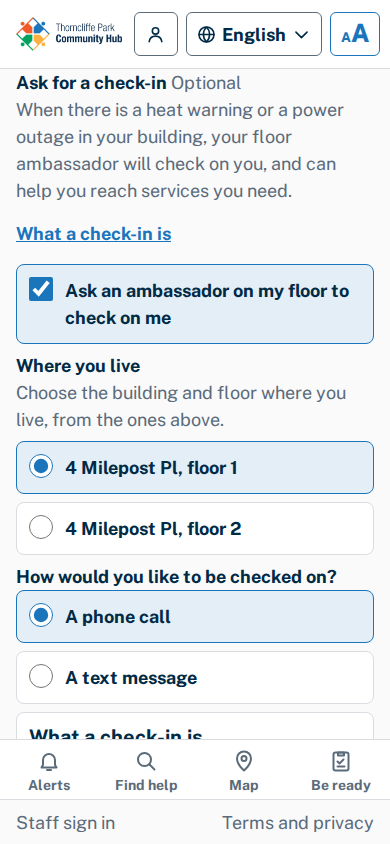 Thorncliffe Park
Community Hub
English
AA
Ask for a check-in Optional
When there is a heat warning or a power
outage in your building, your floor
ambassador will check on you, and can
help you reach services you need.
What a check-in is
Ask an ambassador on my floor to
check on me
Where you live
Choose the building and floor where you
live, from the ones above.
4 Milepost Pl, floor 1
4 Milepost Pl, floor 2
How would you like to be checked on?
A phone call
A text message
What a check-in is
Alerts
Find help
Map
Be ready
Staff sign in
Terms and privacy